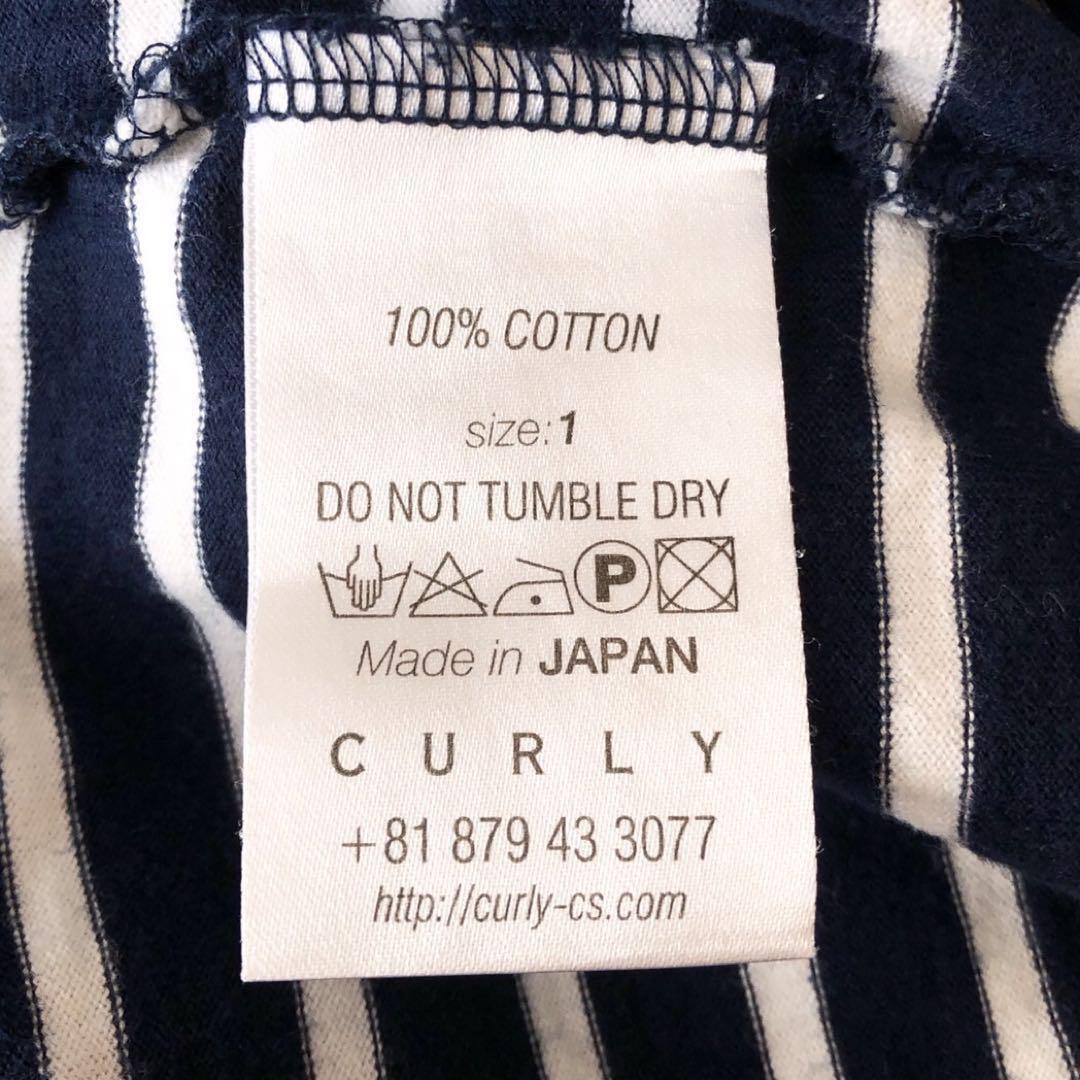 100% COTTON
size: 1
DO NOT TUMBLE DRY
P
Made in JAPAN
CURLY
+81 879 43 3077
http://curly-cs.com